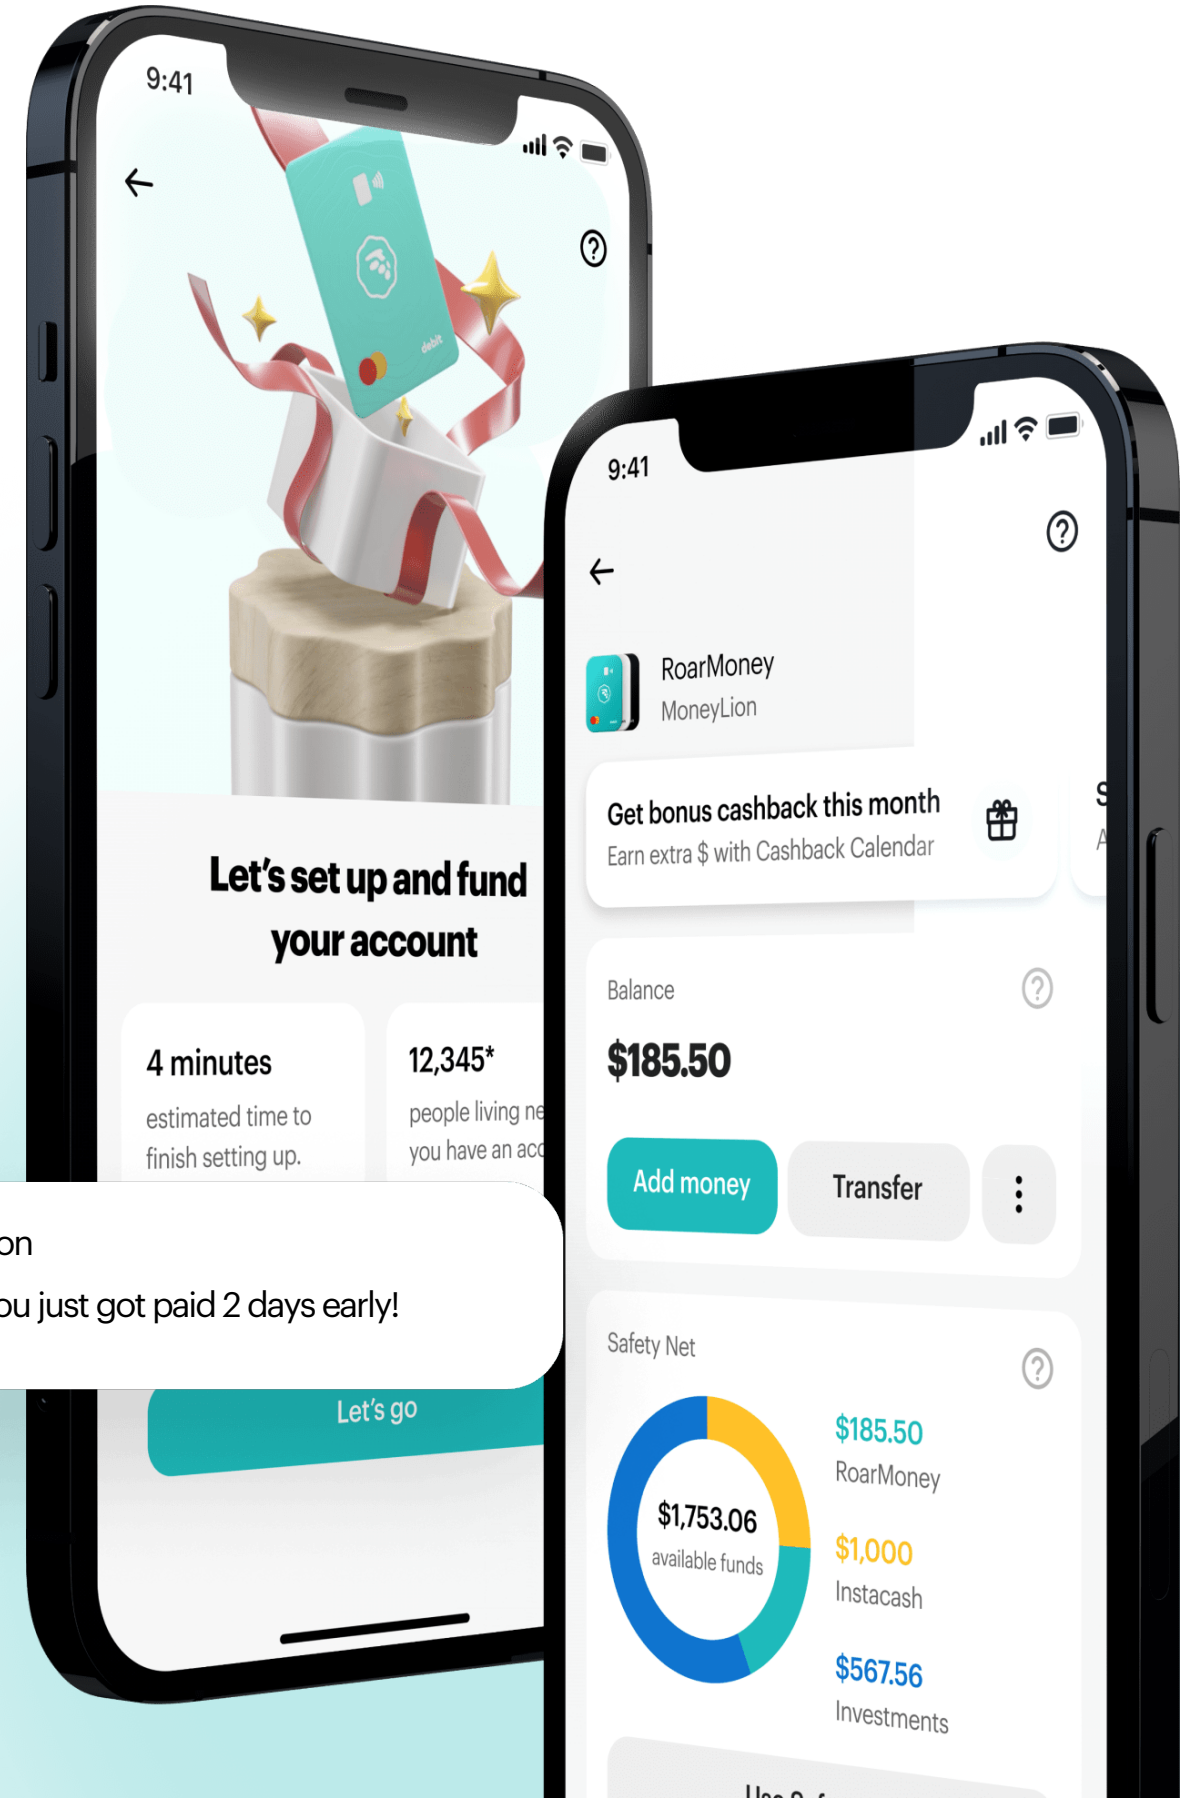 9:41
debit
Let's set up and fund
your account
4 minutes
estimated time to
finish setting up.
12,345*
people living ne
you have an acc
on
ou just got paid 2 days early!
Let's go
9:41
RoarMoney
MoneyLion
Get bonus cashback this month
Earn extra $ with Cashback Calendar
S
A
Balance
$185.50
Add money
Transfer
Safety Net
$1,753.06
available funds
$185.50
RoarMoney
$1,000
Instacash
$567.56
Investments